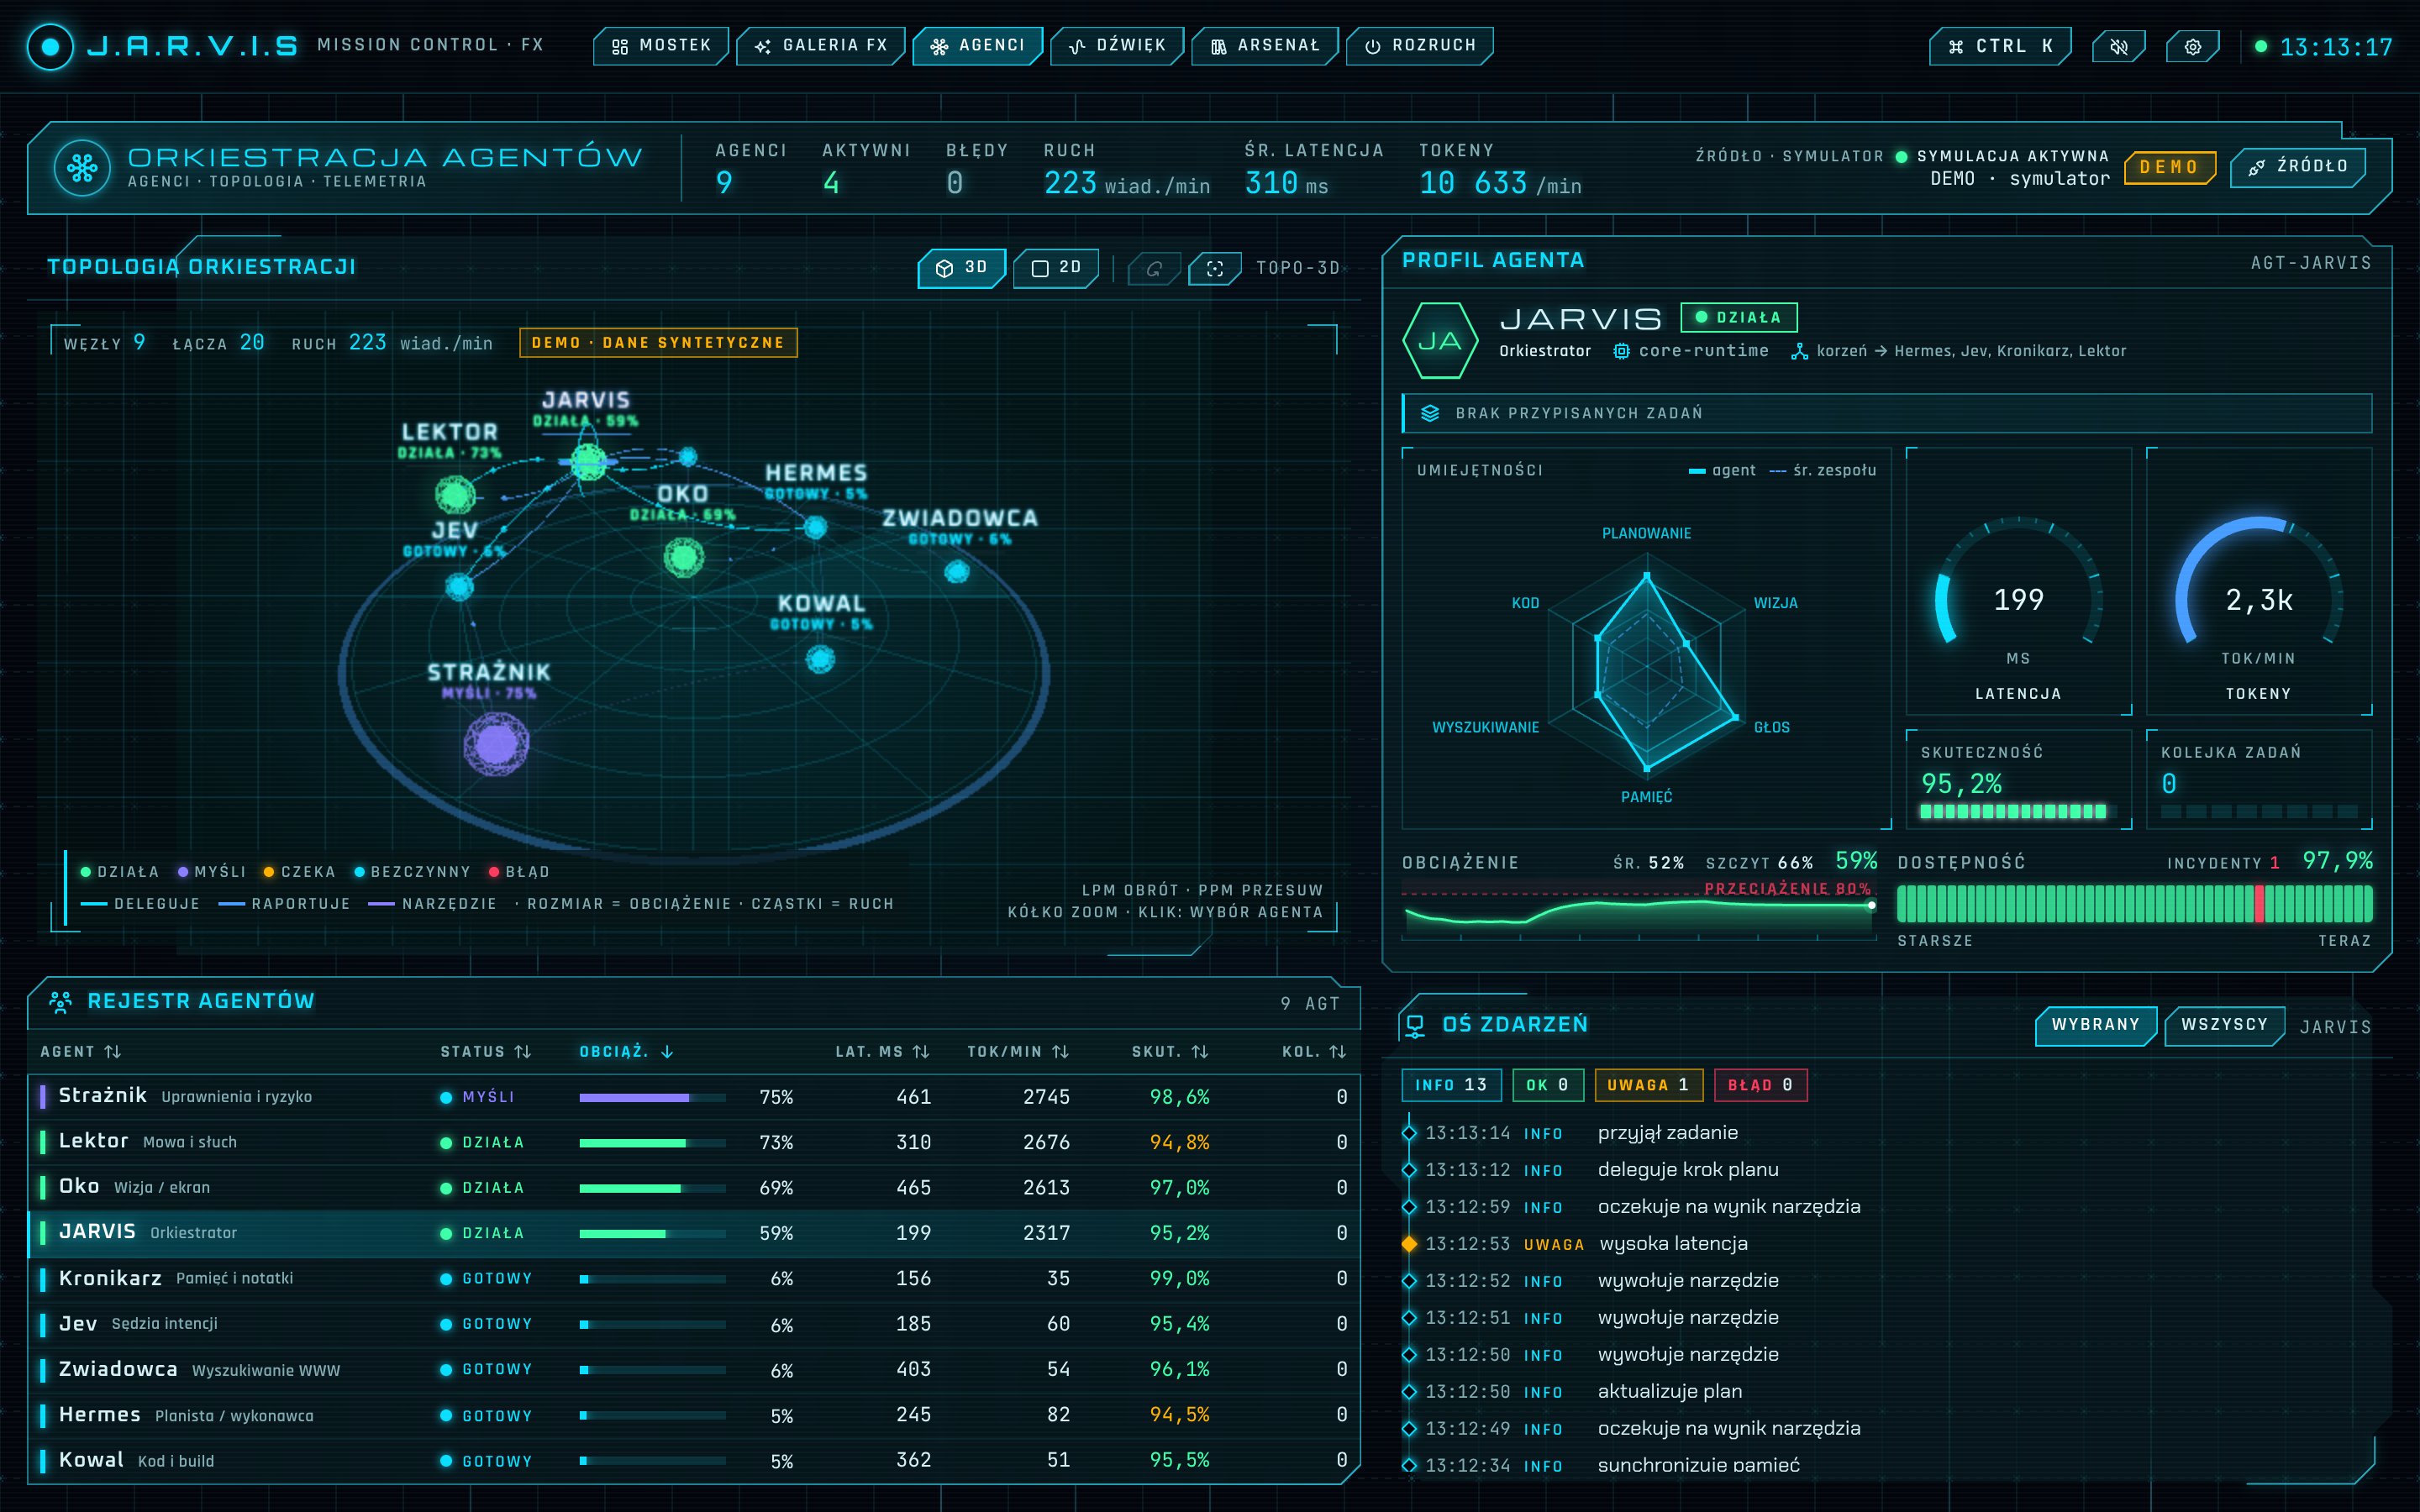 J.A.R.V.I.S MISSION CONTROL · FX
MOSTEK GALERIA FX AGENCI DŹWIĘK ARSENAŁ ROZRUCH
CTRL K 13:13:17
ORKIESTRACJA AGENTÓW
AGENCI · TOPOLOGIA · TELEMETRIA
AGENCI AKTYWNI BŁĘDY RUCH ŚR. LATENCJA TOKENY
9 4 0 223 wiad./min 310 ms 10 633 /min
ŹRÓDŁO · SYMULATOR SYMULACJA AKTYWNA
DEMO · symulator
DEMO
ŹRÓDŁO
TOPOLOGIA ORKIESTRACJI
3D 2D TOPO-3D
WĘZŁY 9 ŁĄCZA 20 RUCH 223 wiad./min DEMO · DANE SYNTETYCZNE
JARVIS
DZIAŁA · 59%
LEKTOR
DZIAŁA · 73%
HERMES
GOTOWY · 5%
OKO
DZIAŁA · 69%
ZWIADOWCA
GOTOWY · 6%
JEV
GOTOWY · 6%
KOWAL
GOTOWY · 5%
STRAŻNIK
MYŚLI · 75%
DZIAŁA MYŚLI CZEKA BEZCZYNNY BŁĄD
DELEGUJE RAPORTUJE NARZĘDZIE · ROZMIAR = OBCIĄŻENIE · CZĄSTKI = RUCH
LPM OBRÓT · PPM PRZESUW
KÓŁKO ZOOM · KLIK: WYBÓR AGENTA
PROFIL AGENTA
AGT-JARVIS
JA
JARVIS DZIAŁA
Orkiestrator core-runtime korzeń → Hermes, Jev, Kronikarz, Lektor
BRAK PRZYPISANYCH ZADAŃ
UMIEJĘTNOŚCI agent śr. zespołu
PLANOWANIE
KOD
WIZJA
WYSZUKIWANIE
GŁOS
PAMIĘĆ
199
MS
LATENCJA
2,3k
TOK/MIN
TOKENY
SKUTECZNOŚĆ
95,2%
KOLEJKA ZADAŃ
0
OBCIĄŻENIE ŚR. 52% SZCZYT 66% 59%
PRZECIĄŻENIE 80%
DOSTĘPNOŚĆ INCYDENTY 1 97,9%
STARSZE TERAZ
REJESTR AGENTÓW
9 AGT
AGENT STATUS OBCIĄŻ. ↓ LAT. MS TOK/MIN SKUT. KOL.
Strażnik Uprawnienia i ryzyko MYŚLI 75% 461 2745 98,6% 0
Lektor Mowa i słuch DZIAŁA 73% 310 2676 94,8% 0
Oko Wizja / ekran DZIAŁA 69% 465 2613 97,0% 0
JARVIS Orkiestrator DZIAŁA 59% 199 2317 95,2% 0
Kronikarz Pamięć i notatki GOTOWY 6% 156 35 99,0% 0
Jev Sędzia intencji GOTOWY 6% 185 60 95,4% 0
Zwiadowca Wyszukiwanie WWW GOTOWY 6% 403 54 96,1% 0
Hermes Planista / wykonawca GOTOWY 5% 245 82 94,5% 0
Kowal Kod i build GOTOWY 5% 362 51 95,5% 0
OŚ ZDARZEŃ
WYBRANY WSZYSCY JARVIS
INFO 13 OK 0 UWAGA 1 BŁĄD 0
13:13:14 INFO przyjął zadanie
13:13:12 INFO deleguje krok planu
13:12:59 INFO oczekuje na wynik narzędzia
13:12:53 UWAGA wysoka latencja
13:12:52 INFO wywołuje narzędzie
13:12:51 INFO wywołuje narzędzie
13:12:50 INFO wywołuje narzędzie
13:12:50 INFO aktualizuje plan
13:12:49 INFO oczekuje na wynik narzędzia
13:12:34 INFO synchronizuje pamięć